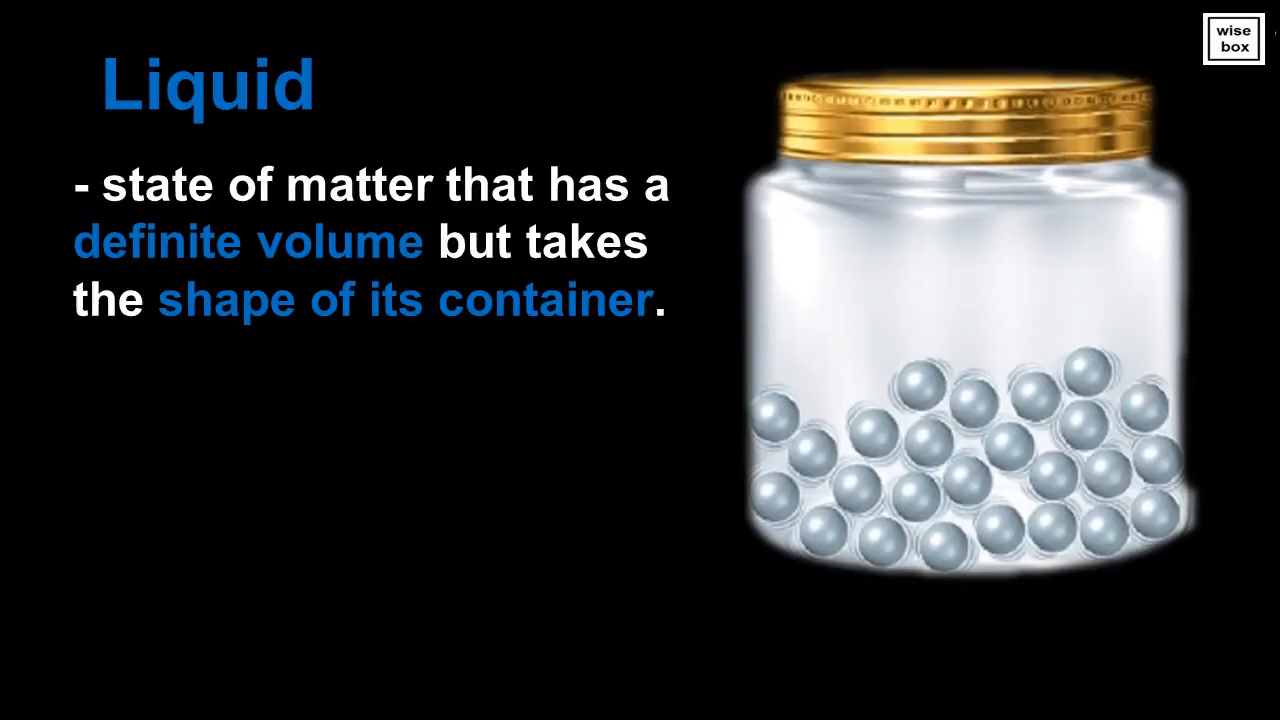 Liquid
- state of matter that has a
definite volume but takes
the shape of its container.
wise
box